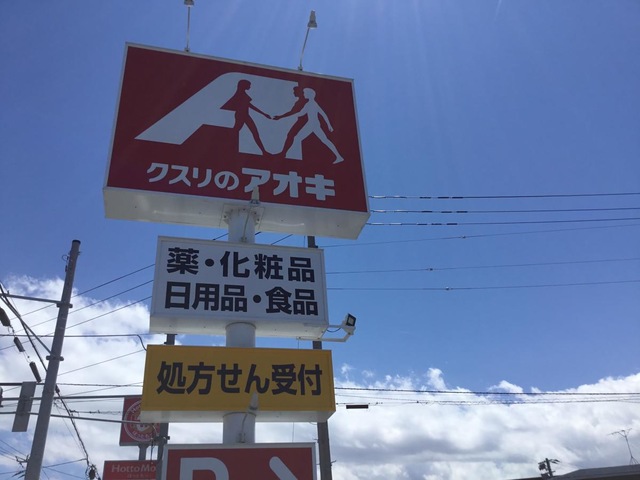 クスリのアオキ
薬・化粧品
日用品・食品
処方せん受付
P
HottoMo